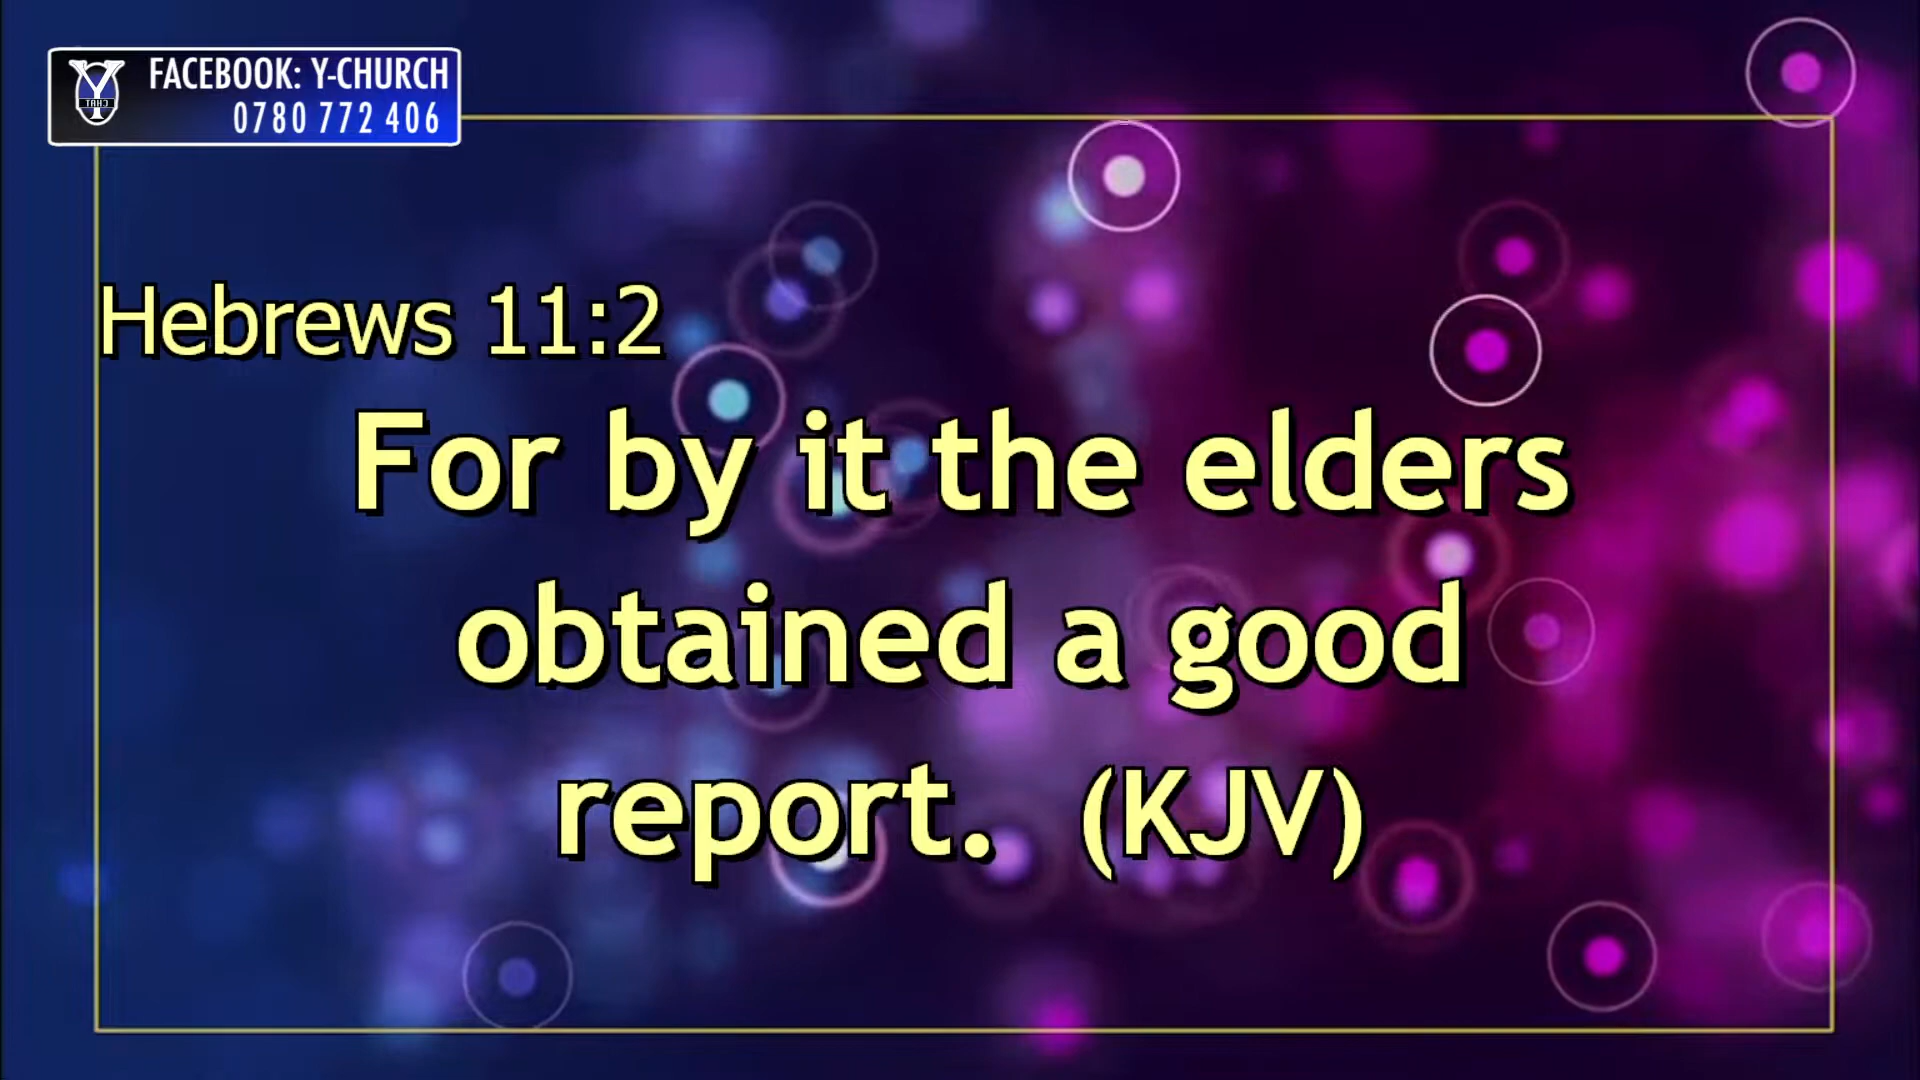 FACEBOOK: Y-CHURCH
0780 772 406
Hebrews 11:2
For by it the elders
obtained a good
report. (KJV)